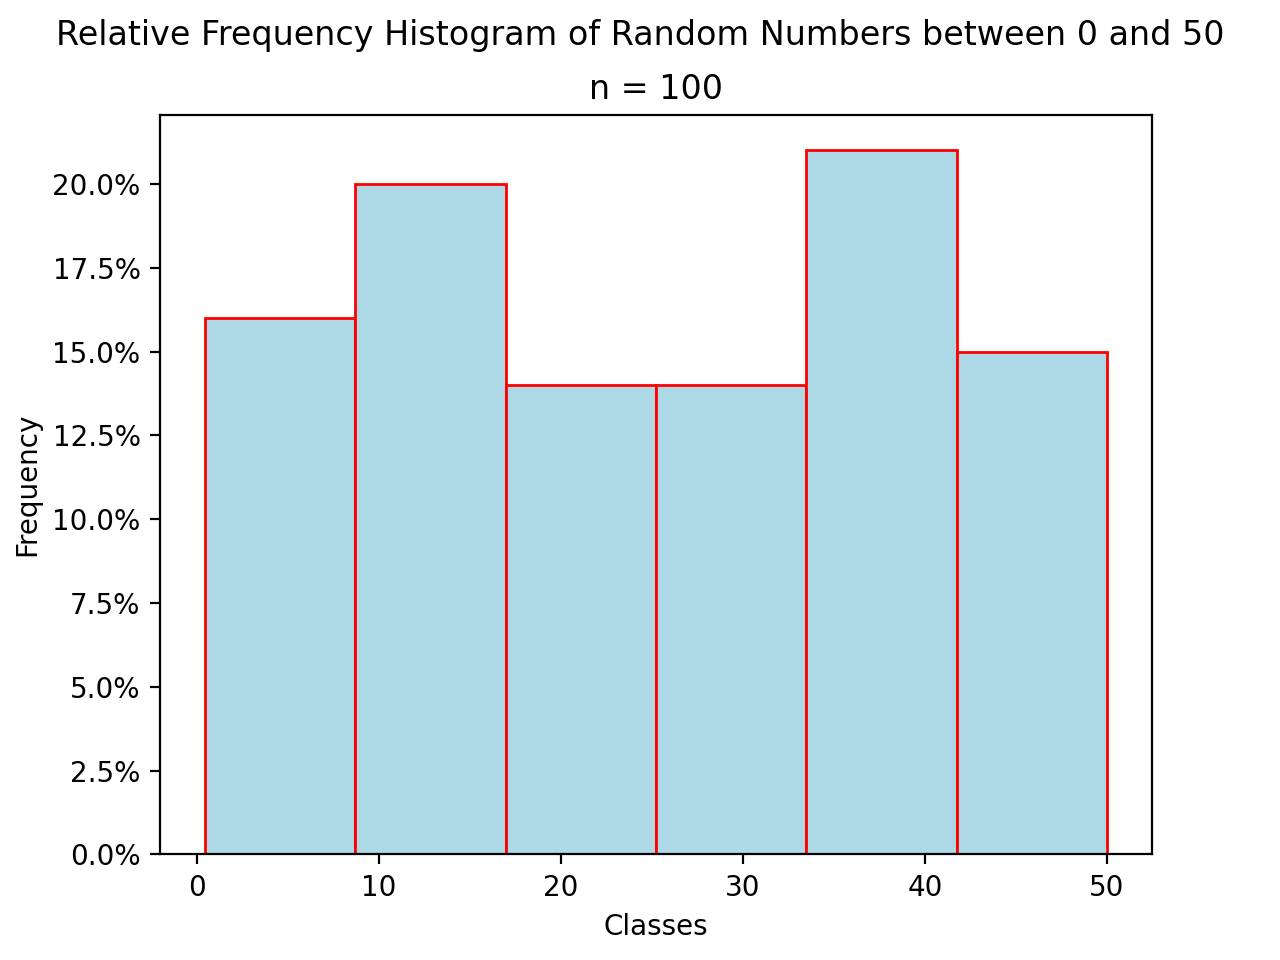 Relative Frequency Histogram of Random Numbers between 0 and 50
n = 100
20.0%
17.5%
15.0%
12.5%
10.0%
7.5%
5.0%
2.5%
0.0%
Frequency
0 10 20 30 40 50
Classes